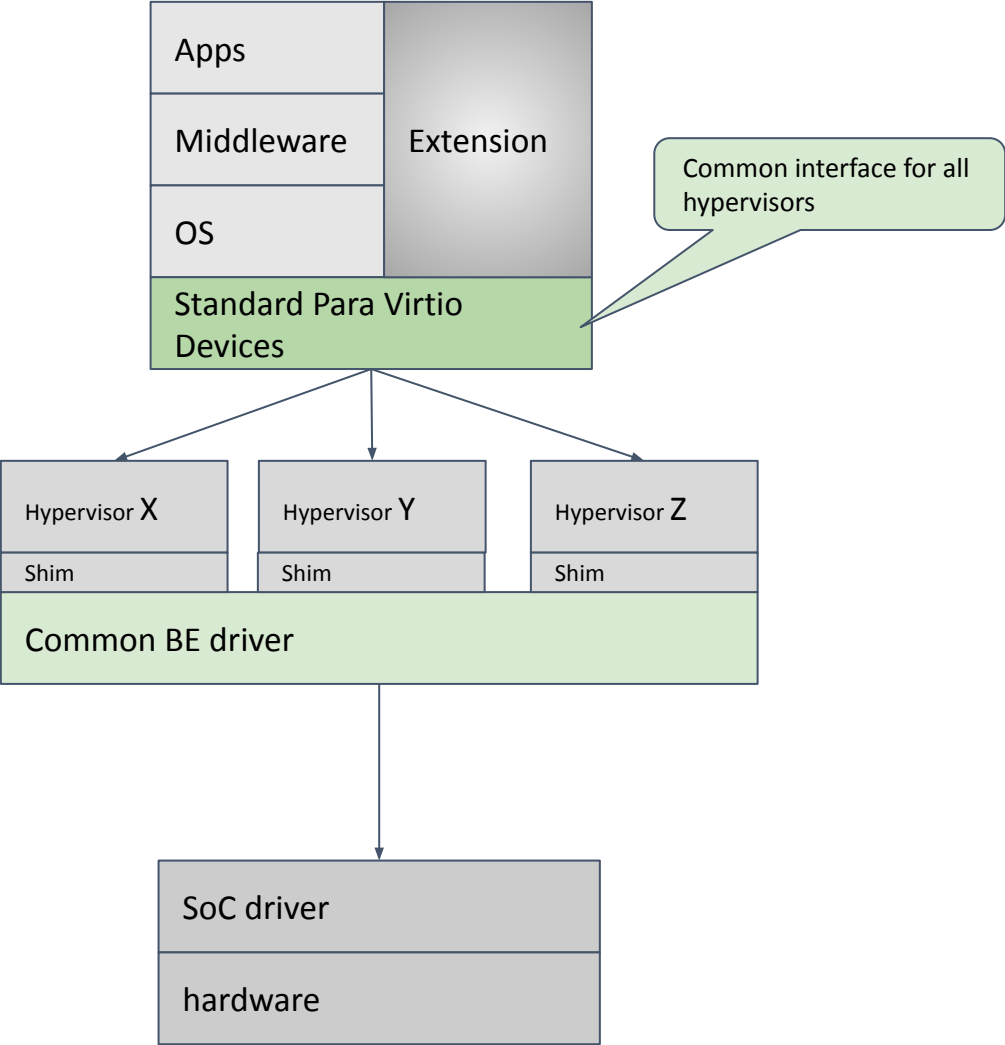 Apps
Middleware
Extension
OS
Common interface for all
hypervisors
Standard Para Virtio
Devices
Hypervisor X
Hypervisor Y
Hypervisor Z
Shim
Shim
Shim
Common BE driver
SoC driver
hardware